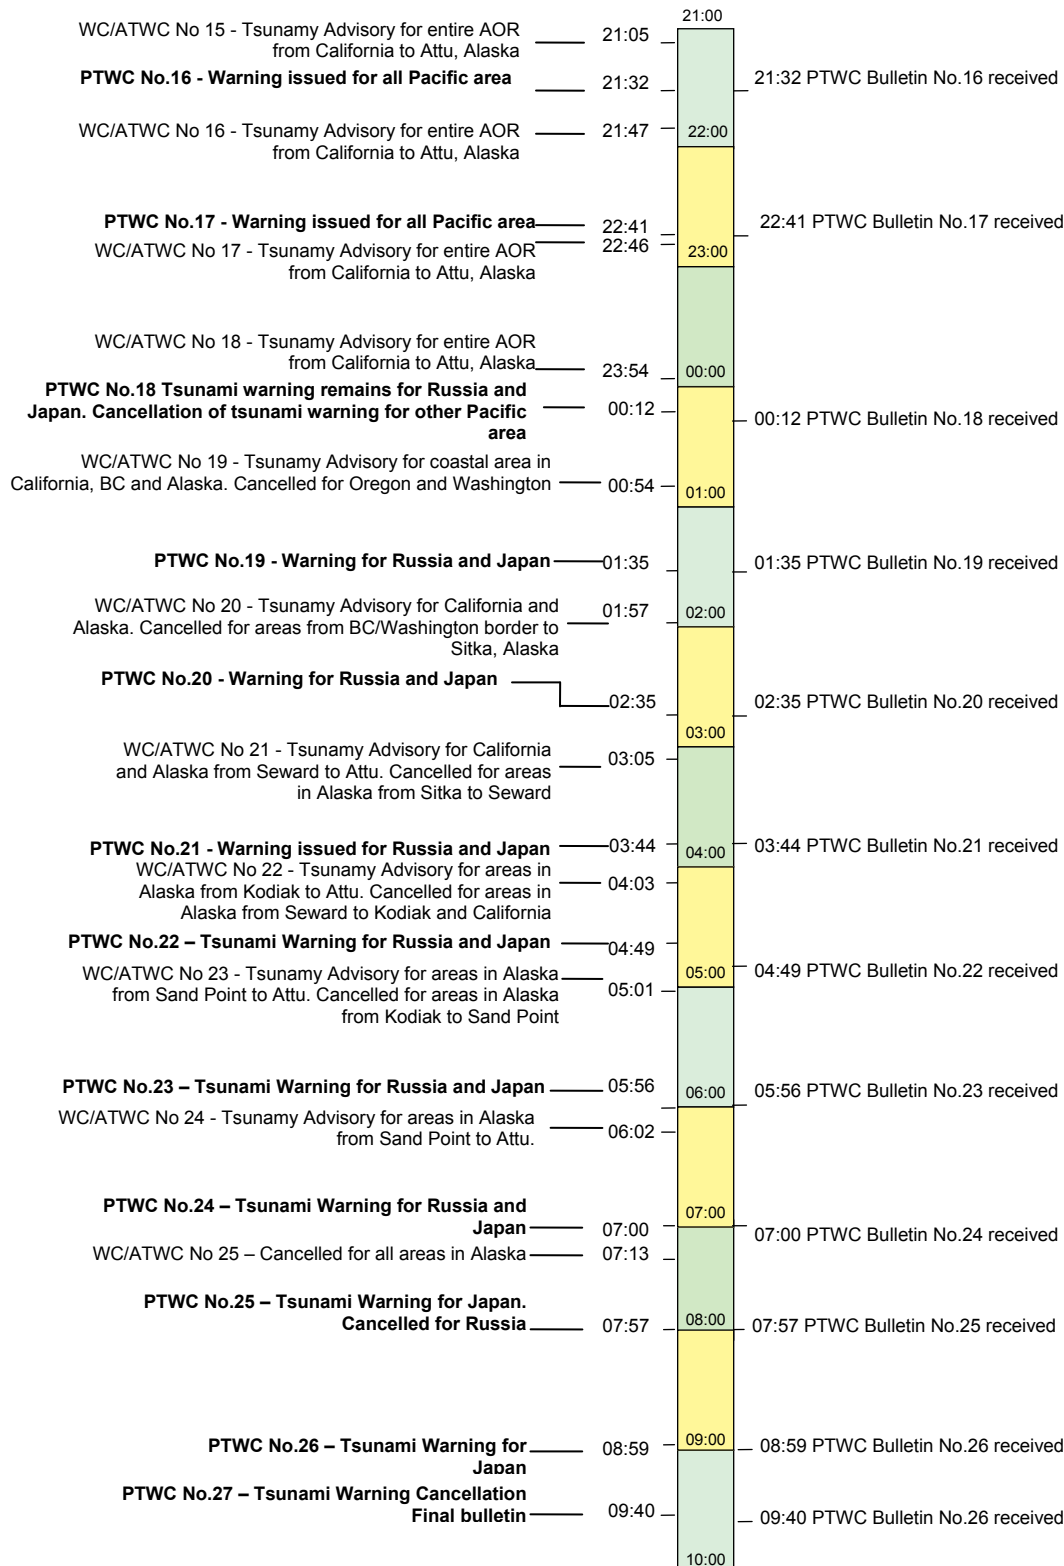 21:00
WC/ATWC No 15 - Tsunamy Advisory for entire AOR
from California to Attu, Alaska
21:05
PTWC No.16 - Warning issued for all Pacific area
21:32
21:32 PTWC Bulletin No.16 received
WC/ATWC No 16 - Tsunamy Advisory for entire AOR
from California to Attu, Alaska
21:47
22:00
PTWC No.17 - Warning issued for all Pacific area
22:41
22:41 PTWC Bulletin No.17 received
WC/ATWC No 17 - Tsunamy Advisory for entire AOR
from California to Attu, Alaska
22:46
23:00
WC/ATWC No 18 - Tsunamy Advisory for entire AOR
from California to Attu, Alaska
23:54
00:00
PTWC No.18 Tsunami warning remains for Russia and
Japan. Cancellation of tsunami warning for other Pacific
area
00:12
00:12 PTWC Bulletin No.18 received
WC/ATWC No 19 - Tsunamy Advisory for coastal area in
California, BC and Alaska. Cancelled for Oregon and Washington
00:54
01:00
PTWC No.19 - Warning for Russia and Japan
01:35
01:35 PTWC Bulletin No.19 received
WC/ATWC No 20 - Tsunamy Advisory for California and
Alaska. Cancelled for areas from BC/Washington border to
Sitka, Alaska
01:57
02:00
PTWC No.20 - Warning for Russia and Japan
02:35
02:35 PTWC Bulletin No.20 received
03:00
WC/ATWC No 21 - Tsunamy Advisory for California
and Alaska from Seward to Attu. Cancelled for areas
in Alaska from Sitka to Seward
03:05
PTWC No.21 - Warning issued for Russia and Japan
03:44
04:00
03:44 PTWC Bulletin No.21 received
WC/ATWC No 22 - Tsunamy Advisory for areas in
Alaska from Kodiak to Attu. Cancelled for areas in
Alaska from Seward to Kodiak and California
04:03
PTWC No.22 – Tsunami Warning for Russia and Japan
04:49
04:49 PTWC Bulletin No.22 received
05:00
WC/ATWC No 23 - Tsunamy Advisory for areas in Alaska
from Sand Point to Attu. Cancelled for areas in Alaska
from Kodiak to Sand Point
05:01
PTWC No.23 – Tsunami Warning for Russia and Japan
05:56
06:00
05:56 PTWC Bulletin No.23 received
WC/ATWC No 24 - Tsunamy Advisory for areas in Alaska
from Sand Point to Attu.
06:02
PTWC No.24 – Tsunami Warning for Russia and
Japan
07:00
07:00
07:00 PTWC Bulletin No.24 received
WC/ATWC No 25 – Cancelled for all areas in Alaska
07:13
PTWC No.25 – Tsunami Warning for Japan.
Cancelled for Russia
07:57
08:00
07:57 PTWC Bulletin No.25 received
PTWC No.26 – Tsunami Warning for
Japan
08:59
09:00
08:59 PTWC Bulletin No.26 received
PTWC No.27 – Tsunami Warning Cancellation
Final bulletin
09:40
09:40 PTWC Bulletin No.26 received
10:00